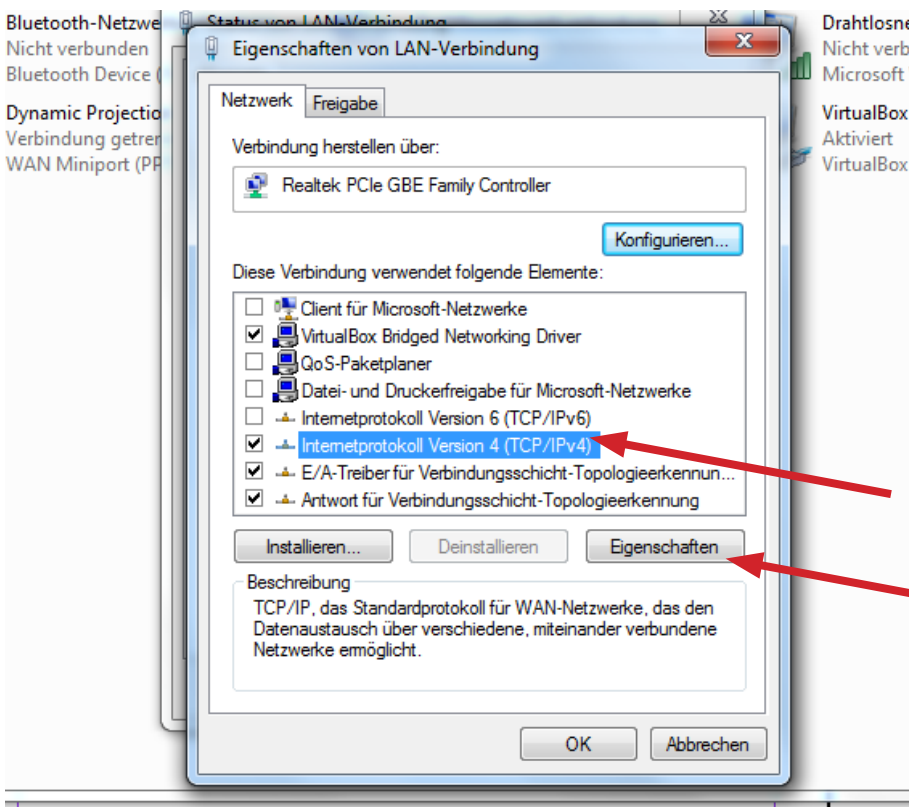 Bluetooth-Netzwe
Nicht verbunden
Bluetooth Device (
Dynamic Projectio
Verbindung getrer
WAN Miniport (PP
Status von LAN-Verbindung
Eigenschaften von LAN-Verbindung
Netzwerk
Freigabe
Verbindung herstellen über:
Realtek PCIe GBE Family Controller
Konfigurieren...
Diese Verbindung verwendet folgende Elemente:
Client für Microsoft-Netzwerke
VirtualBox Bridged Networking Driver
QoS-Paketplaner
Datei- und Druckerfreigabe für Microsoft-Netzwerke
Internetprotokoll Version 6 (TCP/IPv6)
Internetprotokoll Version 4 (TCP/IPv4)
E/A-Treiber für Verbindungsschicht-Topologieerkennun...
Antwort für Verbindungsschicht-Topologieerkennung
Installieren...
Deinstallieren
Eigenschaften
Beschreibung
TCP/IP, das Standardprotokoll für WAN-Netzwerke, das den
Datenaustausch über verschiedene, miteinander verbundene
Netzwerke ermöglicht.
OK
Abbrechen
Drahtlosne
Nicht verb
Microsoft
VirtualBox
Aktiviert
VirtualBox